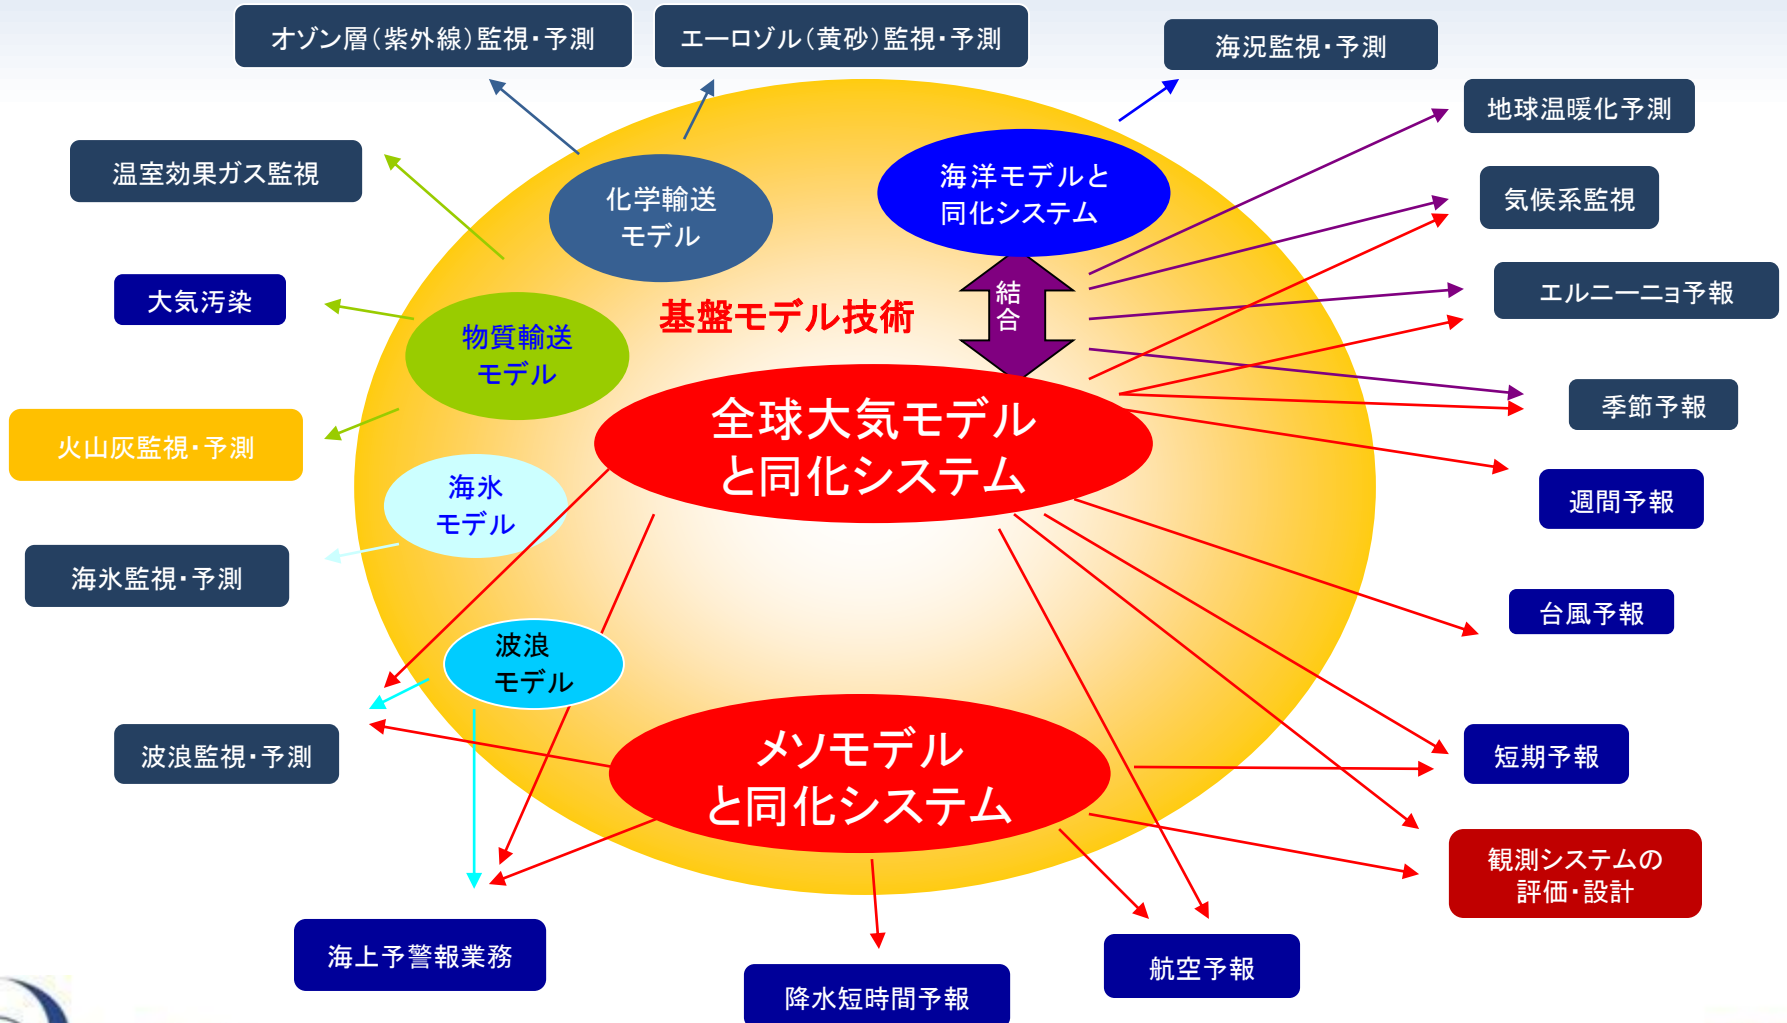 オゾン層（紫外線）監視・予測
エーロゾル（黄砂）監視・予測
海況監視・予測
地球温暖化予測
温室効果ガス監視
化学輸送
モデル
海洋モデルと
同化システム
気候系監視
大気汚染
基盤モデル技術
結
合
エルニーニョ予報
物質輸送
モデル
季節予報
火山灰監視・予測
全球大気モデル
と同化システム
週間予報
海氷
モデル
海氷監視・予測
台風予報
波浪
モデル
波浪監視・予測
メソモデル
と同化システム
短期予報
観測システムの
評価・設計
海上予警報業務
航空予報
降水短時間予報